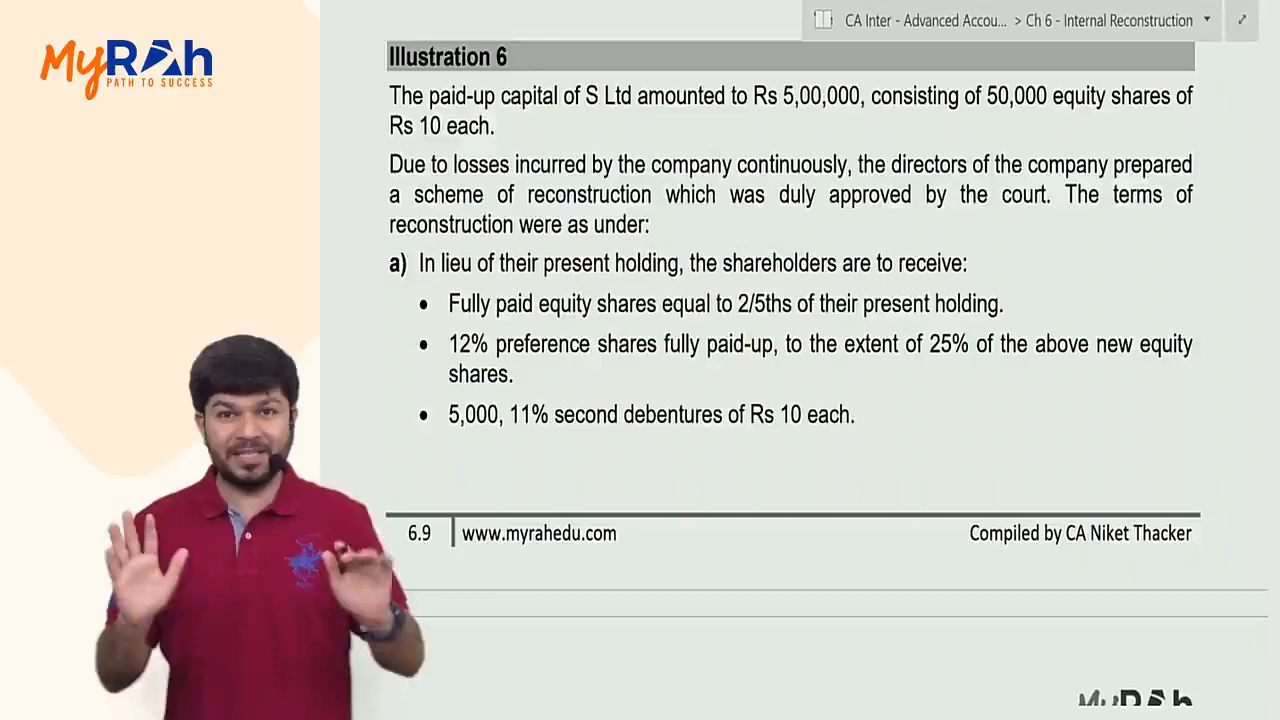 CA Inter - Advanced Accou... > Ch 6 - Internal Reconstruction
MyRAh
PATH TO SUCCESS
Illustration 6
The paid-up capital of S Ltd amounted to Rs 5,00,000, consisting of 50,000 equity shares of
Rs 10 each.
Due to losses incurred by the company continuously, the directors of the company prepared
a scheme of reconstruction which was duly approved by the court. The terms of
reconstruction were as under:
a) In lieu of their present holding, the shareholders are to receive:
• Fully paid equity shares equal to 2/5ths of their present holding.
• 12% preference shares fully paid-up, to the extent of 25% of the above new equity
shares.
• 5,000, 11% second debentures of Rs 10 each.
6.9 www.myrahedu.com Compiled by CA Niket Thacker
MyRAh